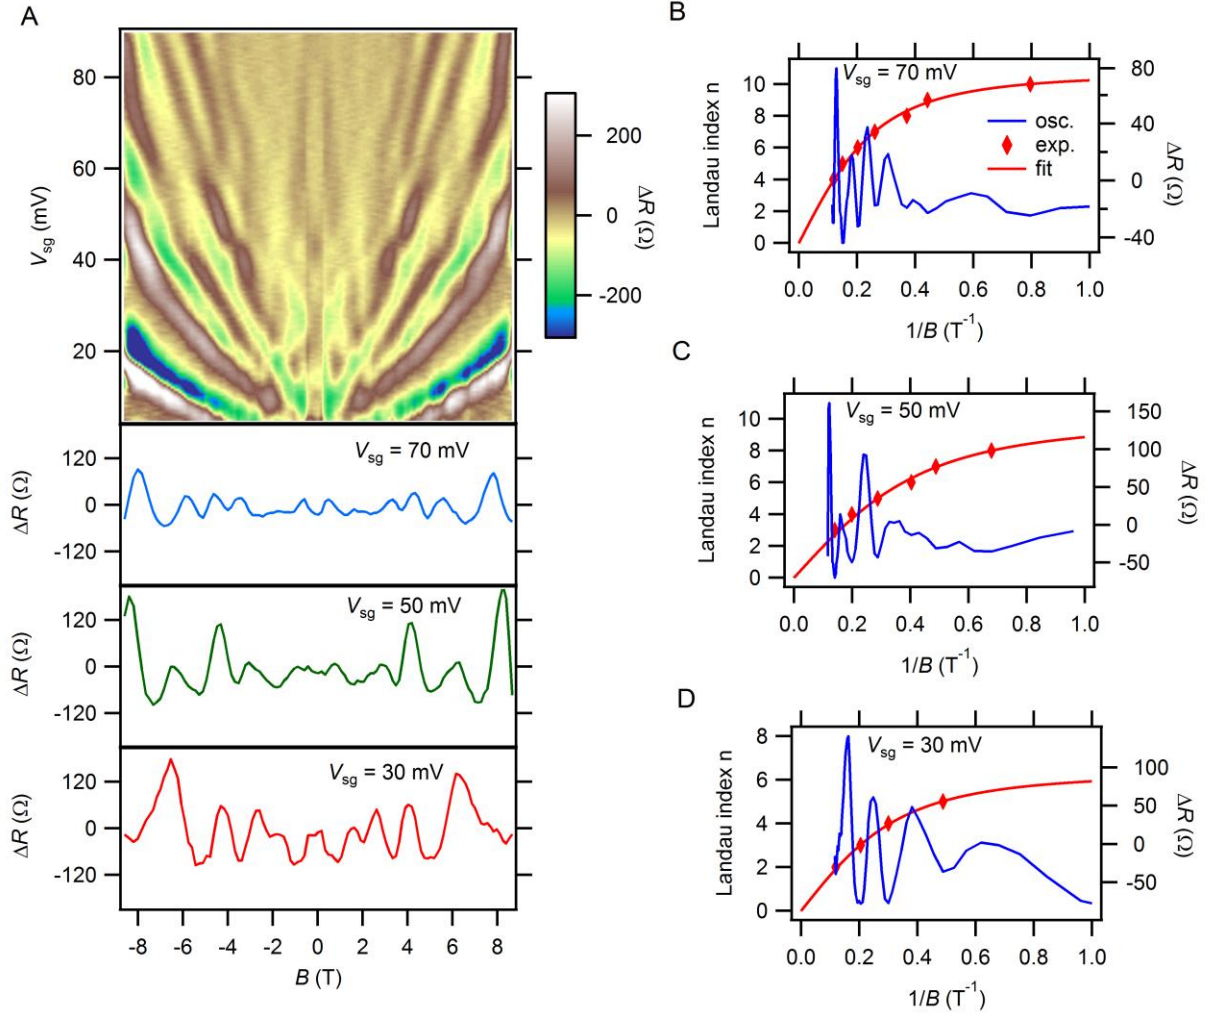 A
80
60
40
20
V_sg (mV)
200
0
-200
ΔR (Ω)
V_sg = 70 mV
120
0
-120
ΔR (Ω)
V_sg = 50 mV
120
0
-120
ΔR (Ω)
V_sg = 30 mV
120
0
-120
ΔR (Ω)
-8 -6 -4 -2 0 2 4 6 8
B (T)
B
V_sg = 70 mV
10
8
6
4
2
0
Landau index n
osc.
exp.
fit
80
40
0
-40
ΔR (Ω)
0.0 0.2 0.4 0.6 0.8 1.0
1/B (T⁻¹)
C
V_sg = 50 mV
10
8
6
4
2
0
Landau index n
150
100
50
0
-50
ΔR (Ω)
0.0 0.2 0.4 0.6 0.8 1.0
1/B (T⁻¹)
D
V_sg = 30 mV
8
6
4
2
0
Landau index n
100
50
0
-50
ΔR (Ω)
0.0 0.2 0.4 0.6 0.8 1.0
1/B (T⁻¹)